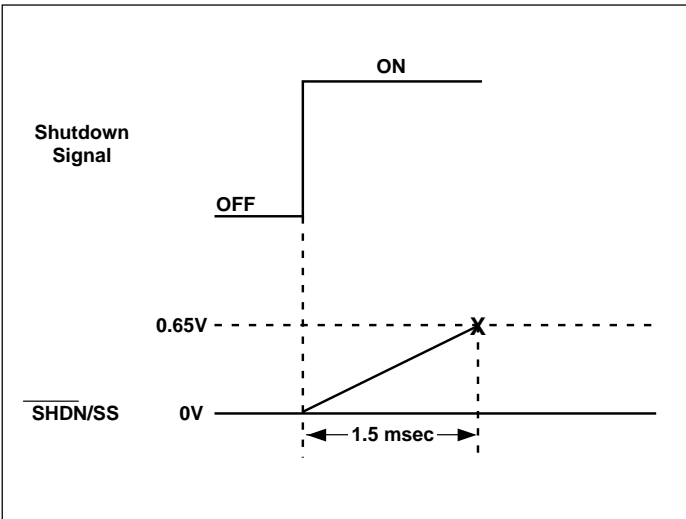 ON
Shutdown
Signal
OFF
0.65V
X
SHDN/SS 0V
1.5 msec